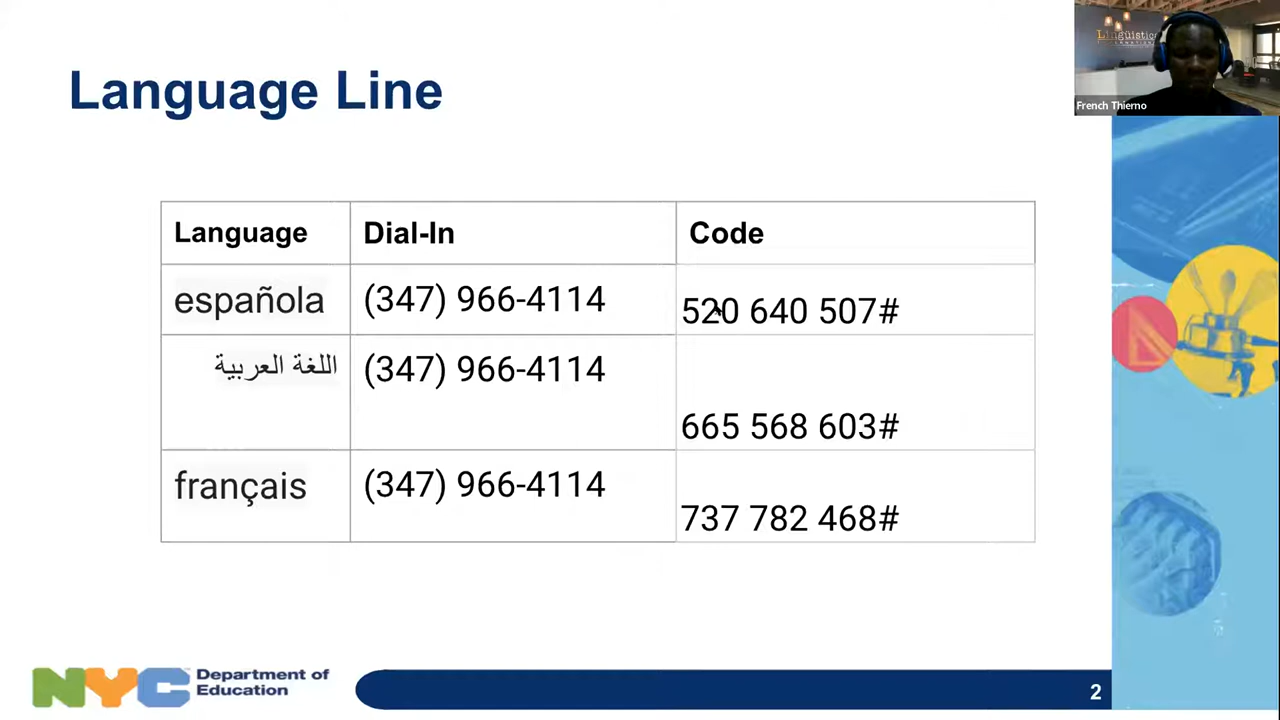 Lingüística
French Thierno
Language Line
Language Dial-In Code
española (347) 966-4114 520 640 507#
اللغة العربية (347) 966-4114 665 568 603#
français (347) 966-4114 737 782 468#
NYC Department of
Education
2